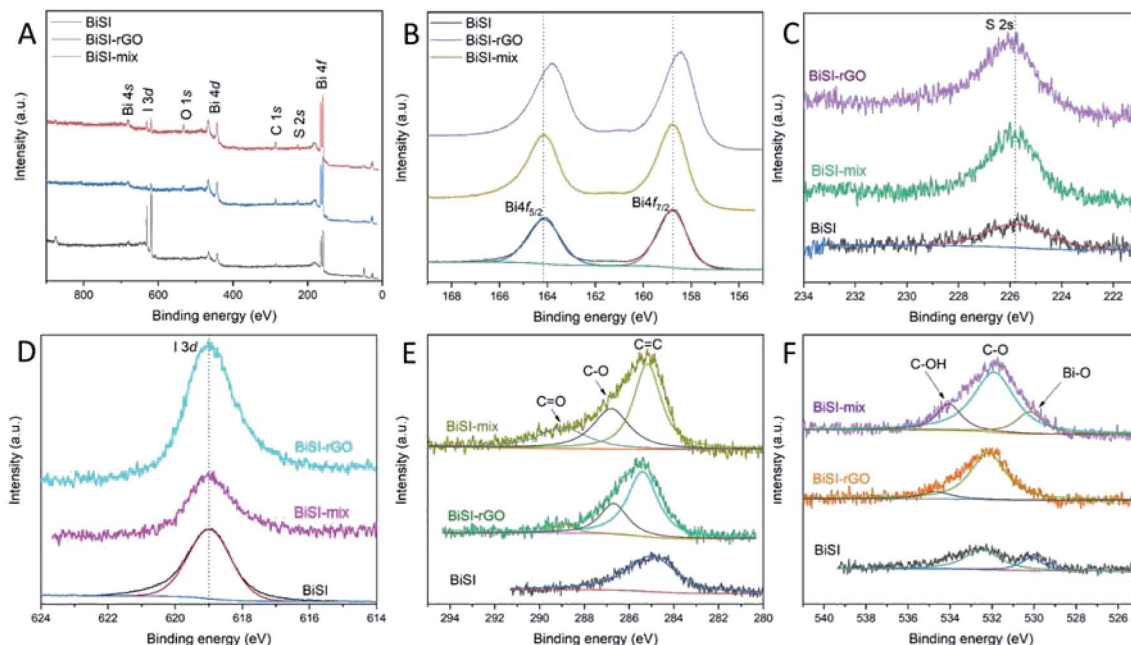 A
BiSI
BiSI-rGO
BiSI-mix
Bi 4s
I 3d
O 1s
Bi 4d
C 1s
S 2s
Bi 4f
Intensity (a.u.)
800 600 400 200 0
Binding energy (eV)
B
BiSI
BiSI-rGO
BiSI-mix
Bi4f5/2
Bi4f7/2
Intensity (a.u.)
168 166 164 162 160 158 156
Binding energy (eV)
C
S 2s
BiSI-rGO
BiSI-mix
BiSI
Intensity (a.u.)
234 232 230 228 226 224 222
Binding energy (eV)
D
I 3d
BiSI-rGO
BiSI-mix
BiSI
Intensity (a.u.)
624 622 620 618 616 614
Binding energy (eV)
E
C=C
C-O
C=O
BiSI-mix
BiSI-rGO
BiSI
Intensity (a.u.)
294 292 290 288 286 284 282 280
Binding energy (eV)
F
C-O
C-OH
Bi-O
BiSI-mix
BiSI-rGO
BiSI
Intensity (a.u.)
540 538 536 534 532 530 528 526
Binding energy (eV)